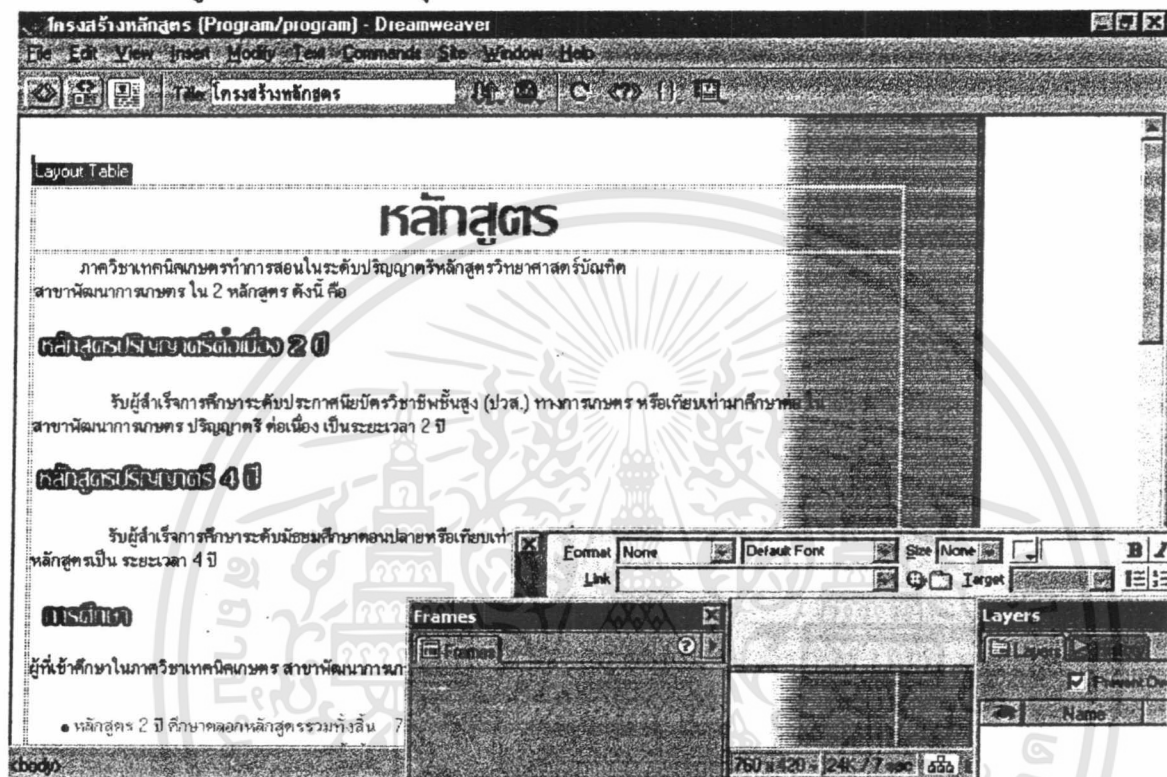 โครงสร้างหลักสูตร (Program/program) - Dreamweaver
File Edit View Insert Modify Text Commands Site Window Help
Title: โครงสร้างหลักสูตร
Layout Table
หลักสูตร
ภาควิชาเทคนิคเกษตรทำการสอนในระดับปริญญาตรีหลักสูตรวิทยาศาสตร์บัณฑิต
สาขาพัฒนาการเกษตร ใน 2 หลักสูตร ดังนี้ คือ
หลักสูตรปริญญาตรีต่อเนื่อง 2 ปี
รับผู้สำเร็จการศึกษาระดับประกาศนียบัตรวิชาชีพชั้นสูง (ปวส.) ทางการเกษตร หรือเทียบเท่ามาศึกษาต่อ
สาขาพัฒนาการเกษตร ปริญญาตรี ต่อเนื่อง เป็นระยะเวลา 2 ปี
หลักสูตรปริญญาตรี 4 ปี
รับผู้สำเร็จการศึกษาระดับมัธยมศึกษาตอนปลายหรือเทียบเท่า
หลักสูตรเป็น ระยะเวลา 4 ปี
การศึกษา
ผู้ที่เข้าศึกษาในภาควิชาเทคนิคเกษตร สาขาพัฒนาการเก
หลักสูตร 2 ปี ศึกษาตลอกหลักสูตรรวมทั้งสิ้น 7
Format None Default Font Size None B I
Link Target
Frames
Frames
Layers
Layers
Prevent Ove
Name
<body>
760 x 420 24K / 7 sec